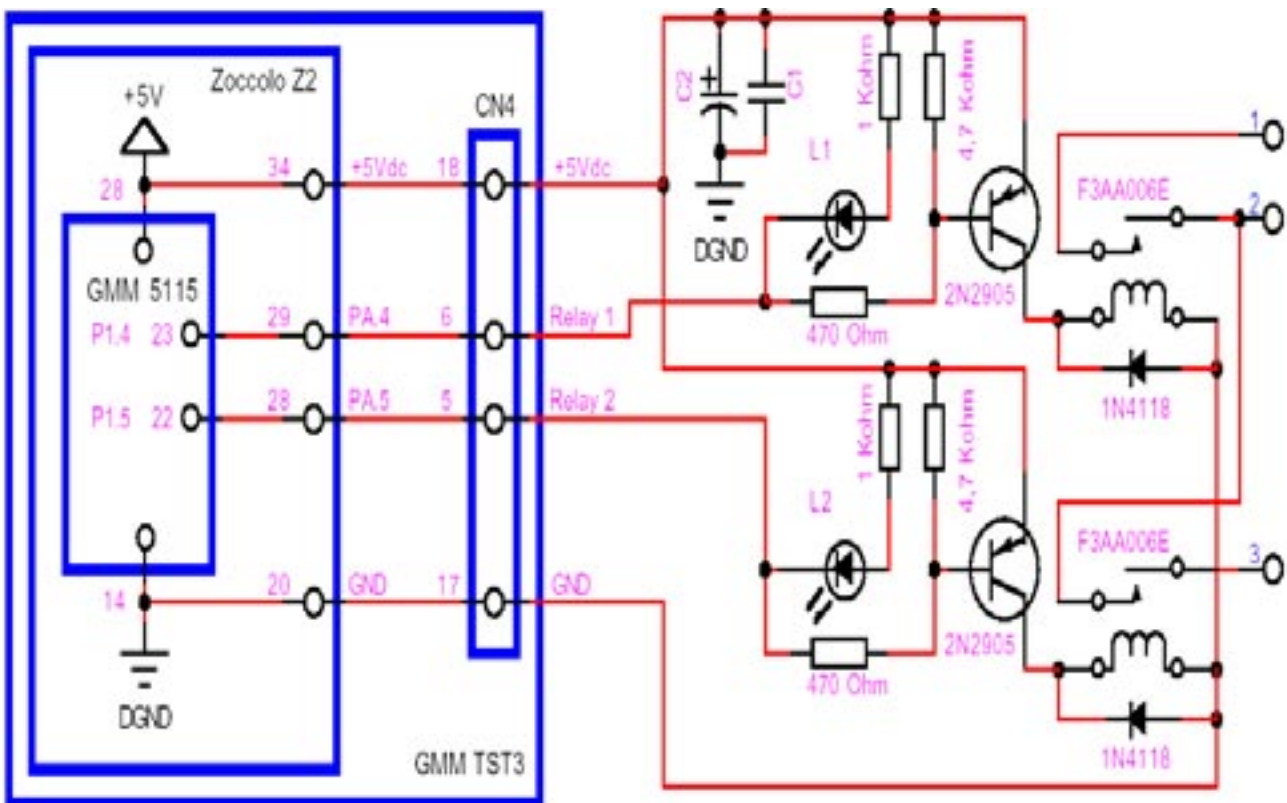 Zoccolo Z2
+5V
CN4
C2
+
C1
1 Kohm
4,7 Kohm
L1
34
+5Vdc
18
+5Vdc
28
1
F3AA006E
2
DGND
GMM 5115
2N2905
P1.4
23
29
PA.4
6
Relay 1
470 Ohm
P1.5
22
28
PA.5
5
Relay 2
1N4118
1 Kohm
4,7 Kohm
L2
F3AA006E
3
14
20
GND
17
GND
2N2905
470 Ohm
DGND
GMM TST3
1N4118